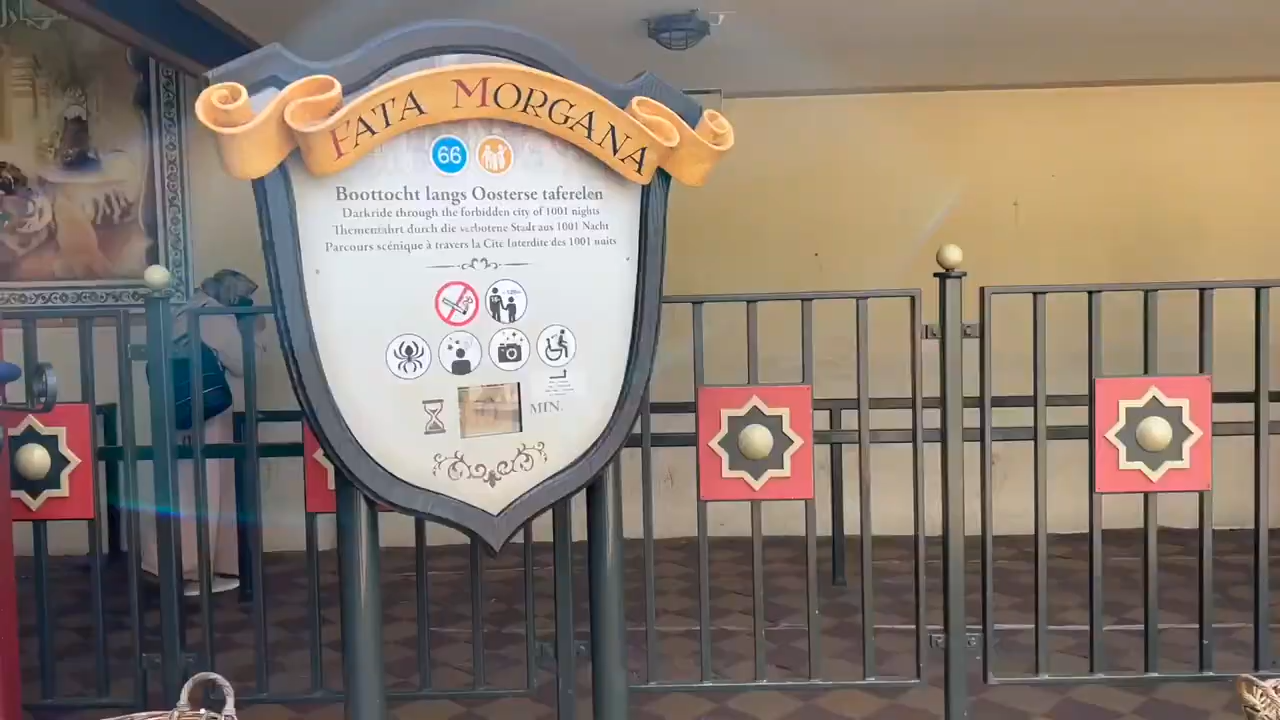 FATA MORGANA
66
Boottocht langs Oosterse taferelen
Darkride through the forbidden city of 1001 nights
Themenfahrt durch die verbotene Stadt aus 1001 Nacht
Parcours scénique à travers la Cité Interdite des 1001 nuits
MIN.